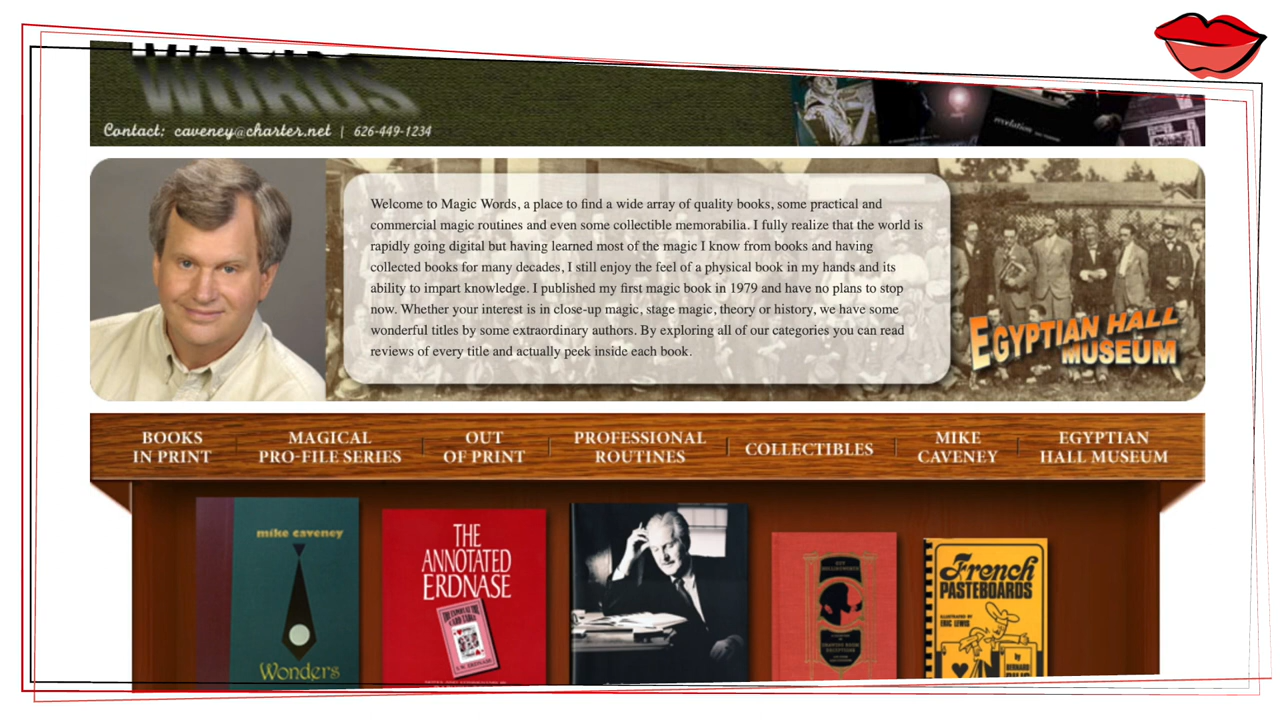 WORDS
Contact: caveney@charter.net | 626-449-1234
revelation
Welcome to Magic Words, a place to find a wide array of quality books, some practical and
commercial magic routines and even some collectible memorabilia. I fully realize that the world is
rapidly going digital but having learned most of the magic I know from books and having
collected books for many decades, I still enjoy the feel of a physical book in my hands and its
ability to impart knowledge. I published my first magic book in 1979 and have no plans to stop
now. Whether your interest is in close-up magic, stage magic, theory or history, we have some
wonderful titles by some extraordinary authors. By exploring all of our categories you can read
reviews of every title and actually peek inside each book.
EGYPTIAN HALL
MUSEUM
BOOKS
IN PRINT
MAGICAL
PRO-FILE SERIES
OUT
OF PRINT
PROFESSIONAL
ROUTINES
COLLECTIBLES
MIKE
CAVENEY
EGYPTIAN
HALL MUSEUM
mike caveney
Wonders
THE
ANNOTATED
ERDNASE
French
PASTEBOARDS
ILLUSTRATED BY
ERIC LEWIS
by
BERNARD